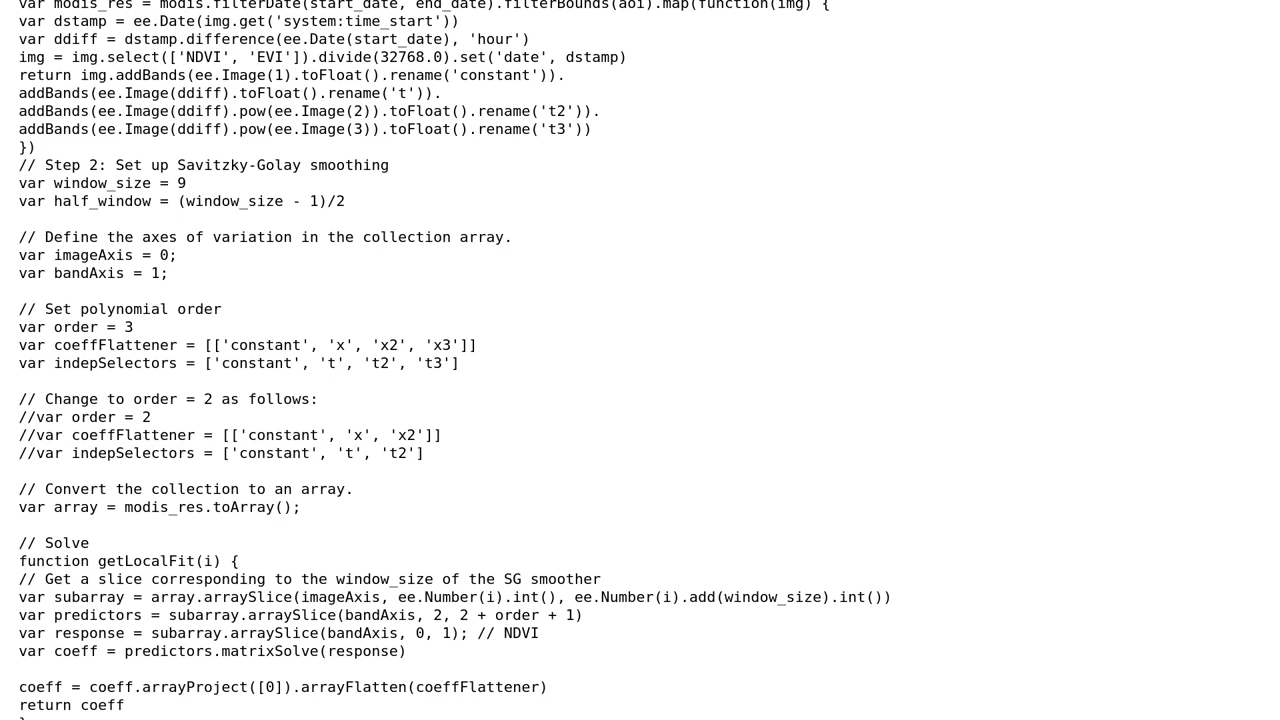 var modis_res = modis.filterDate(start_date, end_date).filterBounds(aoi).map(function(img) {
var dstamp = ee.Date(img.get('system:time_start'))
var ddiff = dstamp.difference(ee.Date(start_date), 'hour')
img = img.select(['NDVI', 'EVI']).divide(32768.0).set('date', dstamp)
return img.addBands(ee.Image(1).toFloat().rename('constant')).
addBands(ee.Image(ddiff).toFloat().rename('t')).
addBands(ee.Image(ddiff).pow(ee.Image(2)).toFloat().rename('t2')).
addBands(ee.Image(ddiff).pow(ee.Image(3)).toFloat().rename('t3'))
})
// Step 2: Set up Savitzky-Golay smoothing
var window_size = 9
var half_window = (window_size - 1)/2
// Define the axes of variation in the collection array.
var imageAxis = 0;
var bandAxis = 1;
// Set polynomial order
var order = 3
var coeffFlattener = [['constant', 'x', 'x2', 'x3']]
var indepSelectors = ['constant', 't', 't2', 't3']
// Change to order = 2 as follows:
//var order = 2
//var coeffFlattener = [['constant', 'x', 'x2']]
//var indepSelectors = ['constant', 't', 't2']
// Convert the collection to an array.
var array = modis_res.toArray();
// Solve
function getLocalFit(i) {
// Get a slice corresponding to the window_size of the SG smoother
var subarray = array.arraySlice(imageAxis, ee.Number(i).int(), ee.Number(i).add(window_size).int())
var predictors = subarray.arraySlice(bandAxis, 2, 2 + order + 1)
var response = subarray.arraySlice(bandAxis, 0, 1); // NDVI
var coeff = predictors.matrixSolve(response)
coeff = coeff.arrayProject([0]).arrayFlatten(coeffFlattener)
return coeff
}